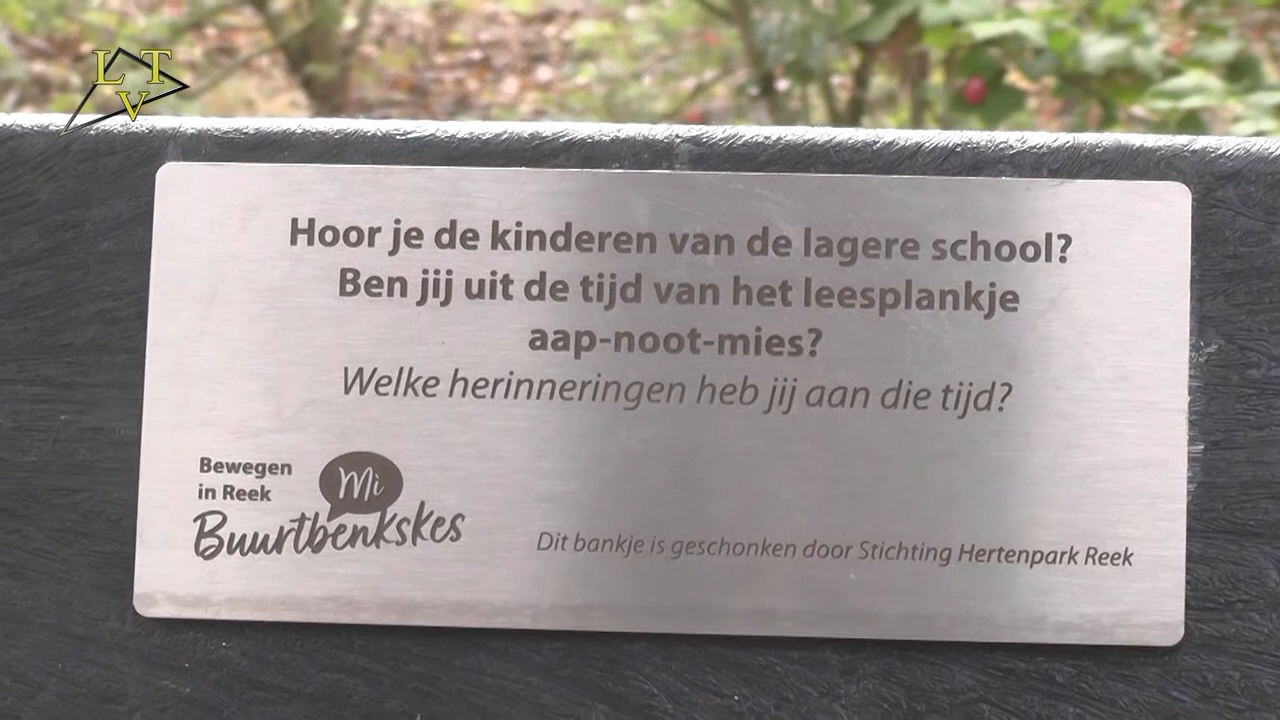 LTV
Hoor je de kinderen van de lagere school?
Ben jij uit de tijd van het leesplankje
aap-noot-mies?
Welke herinneringen heb jij aan die tijd?
Bewegen
in Reek
Mi
Buurtbenkskes
Dit bankje is geschonken door Stichting Hertenpark Reek